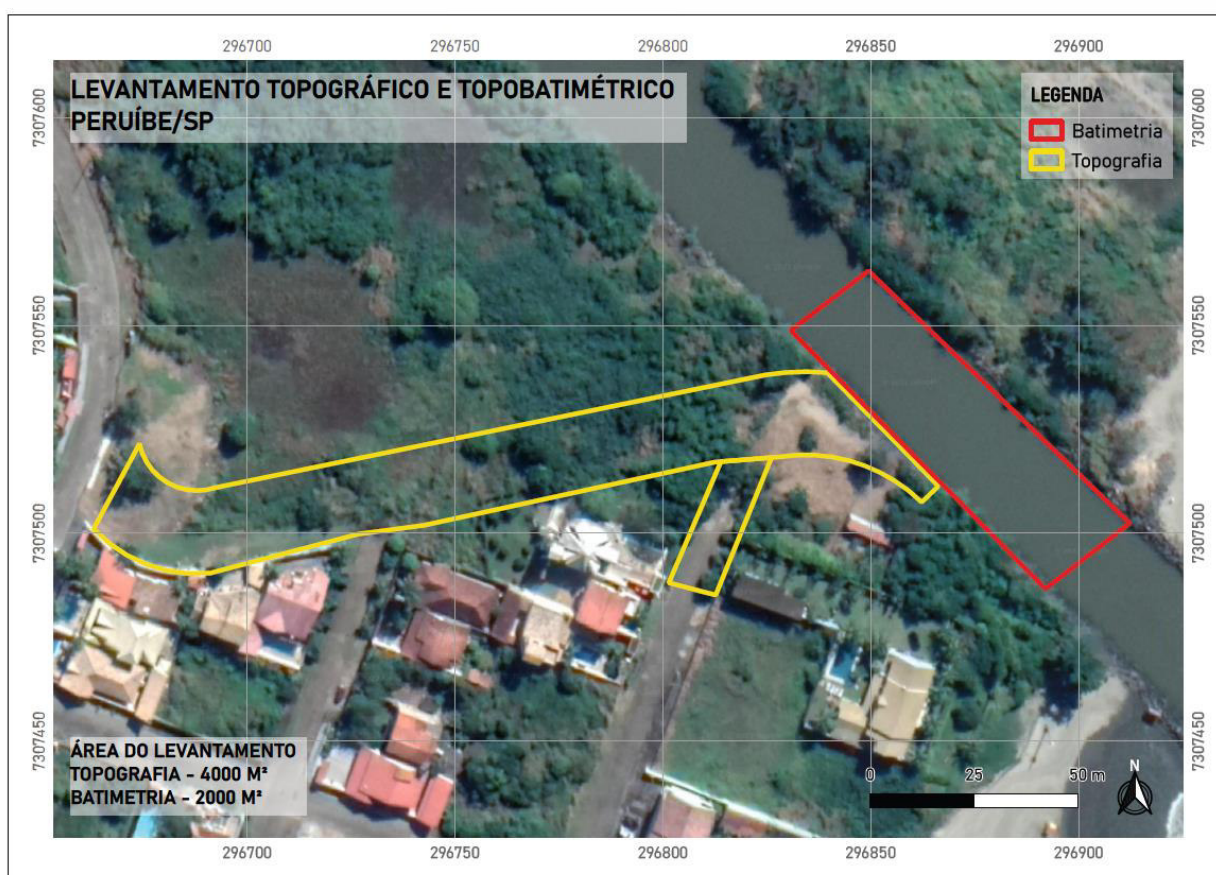 296700 296750 296800 296850 296900
LEVANTAMENTO TOPOGRÁFICO E TOPOBATIMÉTRICO
PERUÍBE/SP
LEGENDA
Batimetria
Topografia
7307600 7307600
7307550 7307550
7307500 7307500
7307450 7307450
ÁREA DO LEVANTAMENTO
TOPOGRAFIA - 4000 M²
BATIMETRIA - 2000 M²
0 25 50 m
N
296700 296750 296800 296850 296900